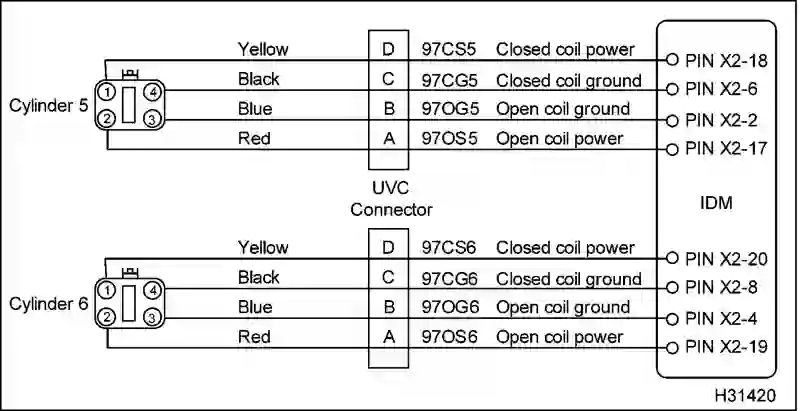 Yellow D 97CS5 Closed coil power PIN X2-18
Black C 97CG5 Closed coil ground PIN X2-6
1 4
Cylinder 5
2 3
Blue B 97OG5 Open coil ground PIN X2-2
Red A 97OS5 Open coil power PIN X2-17
UVC
Connector
IDM
Yellow D 97CS6 Closed coil power PIN X2-20
Black C 97CG6 Closed coil ground PIN X2-8
1 4
Cylinder 6
2 3
Blue B 97OG6 Open coil ground PIN X2-4
Red A 97OS6 Open coil power PIN X2-19
H31420